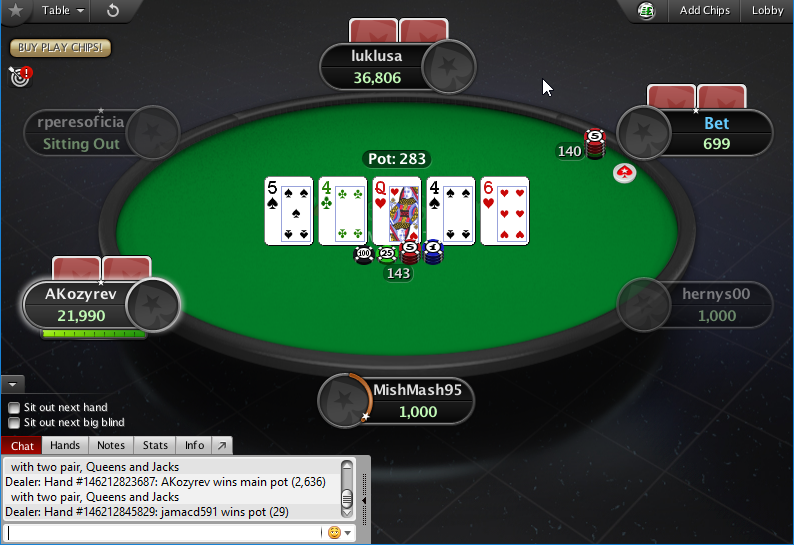 Table
Add Chips
Lobby
BUY PLAY CHIPS!
luklusa
36,806
rperesoficia
Sitting Out
Bet
699
5
140
Pot: 283
5
4
Q
4
6
100
25
5
1
143
AKozyrev
21,990
hernys00
1,000
MishMash95
1,000
Sit out next hand
Sit out next big blind
Chat
Hands
Notes
Stats
Info
with two pair, Queens and Jacks
Dealer: Hand #146212823687: AKozyrev wins main pot (2,636)
with two pair, Queens and Jacks
Dealer: Hand #146212845829: jamacd591 wins pot (29)